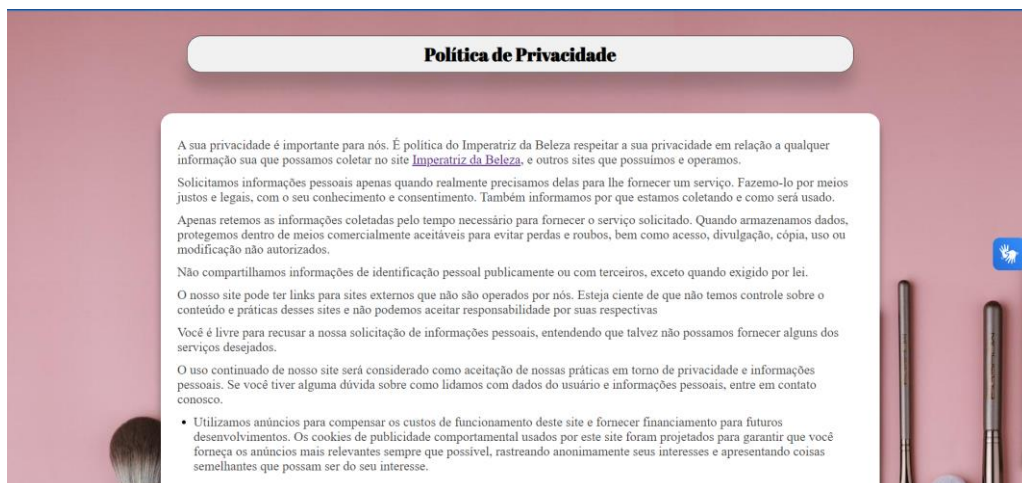 Política de Privacidade
A sua privacidade é importante para nós. É política do Imperatriz da Beleza respeitar a sua privacidade em relação a qualquer
informação sua que possamos coletar no site Imperatriz da Beleza, e outros sites que possuímos e operamos.
Solicitamos informações pessoais apenas quando realmente precisamos delas para lhe fornecer um serviço. Fazemo-lo por meios
justos e legais, com o seu conhecimento e consentimento. Também informamos por que estamos coletando e como será usado.
Apenas retemos as informações coletadas pelo tempo necessário para fornecer o serviço solicitado. Quando armazenamos dados,
protegemos dentro de meios comercialmente aceitáveis para evitar perdas e roubos, bem como acesso, divulgação, cópia, uso ou
modificação não autorizados.
Não compartilhamos informações de identificação pessoal publicamente ou com terceiros, exceto quando exigido por lei.
O nosso site pode ter links para sites externos que não são operados por nós. Esteja ciente de que não temos controle sobre o
conteúdo e práticas desses sites e não podemos aceitar responsabilidade por suas respectivas
Você é livre para recusar a nossa solicitação de informações pessoais, entendendo que talvez não possamos fornecer alguns dos
serviços desejados.
O uso continuado de nosso site será considerado como aceitação de nossas práticas em torno de privacidade e informações
pessoais. Se você tiver alguma dúvida sobre como lidamos com dados do usuário e informações pessoais, entre em contato
conosco.
• Utilizamos anúncios para compensar os custos de funcionamento deste site e fornecer financiamento para futuros
desenvolvimentos. Os cookies de publicidade comportamental usados por este site foram projetados para garantir que você
forneça os anúncios mais relevantes sempre que possível, rastreando anonimamente seus interesses e apresentando coisas
semelhantes que possam ser do seu interesse.